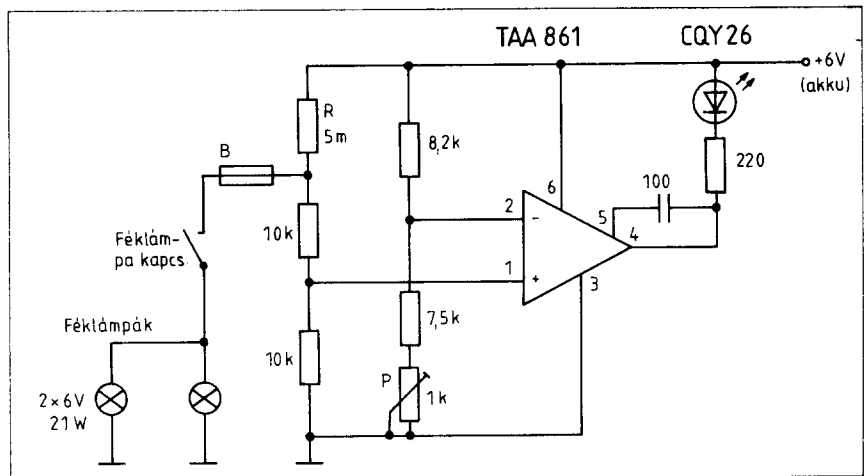 TAA 861
CQY26
+6V
(akku)
R
5m
8,2k
B
220
100
6
5
2
-
4
10k
Féklám-
pa kapcs.
1
+
3
Féklámpák
7,5k
10k
P
1k
2×6V
21W